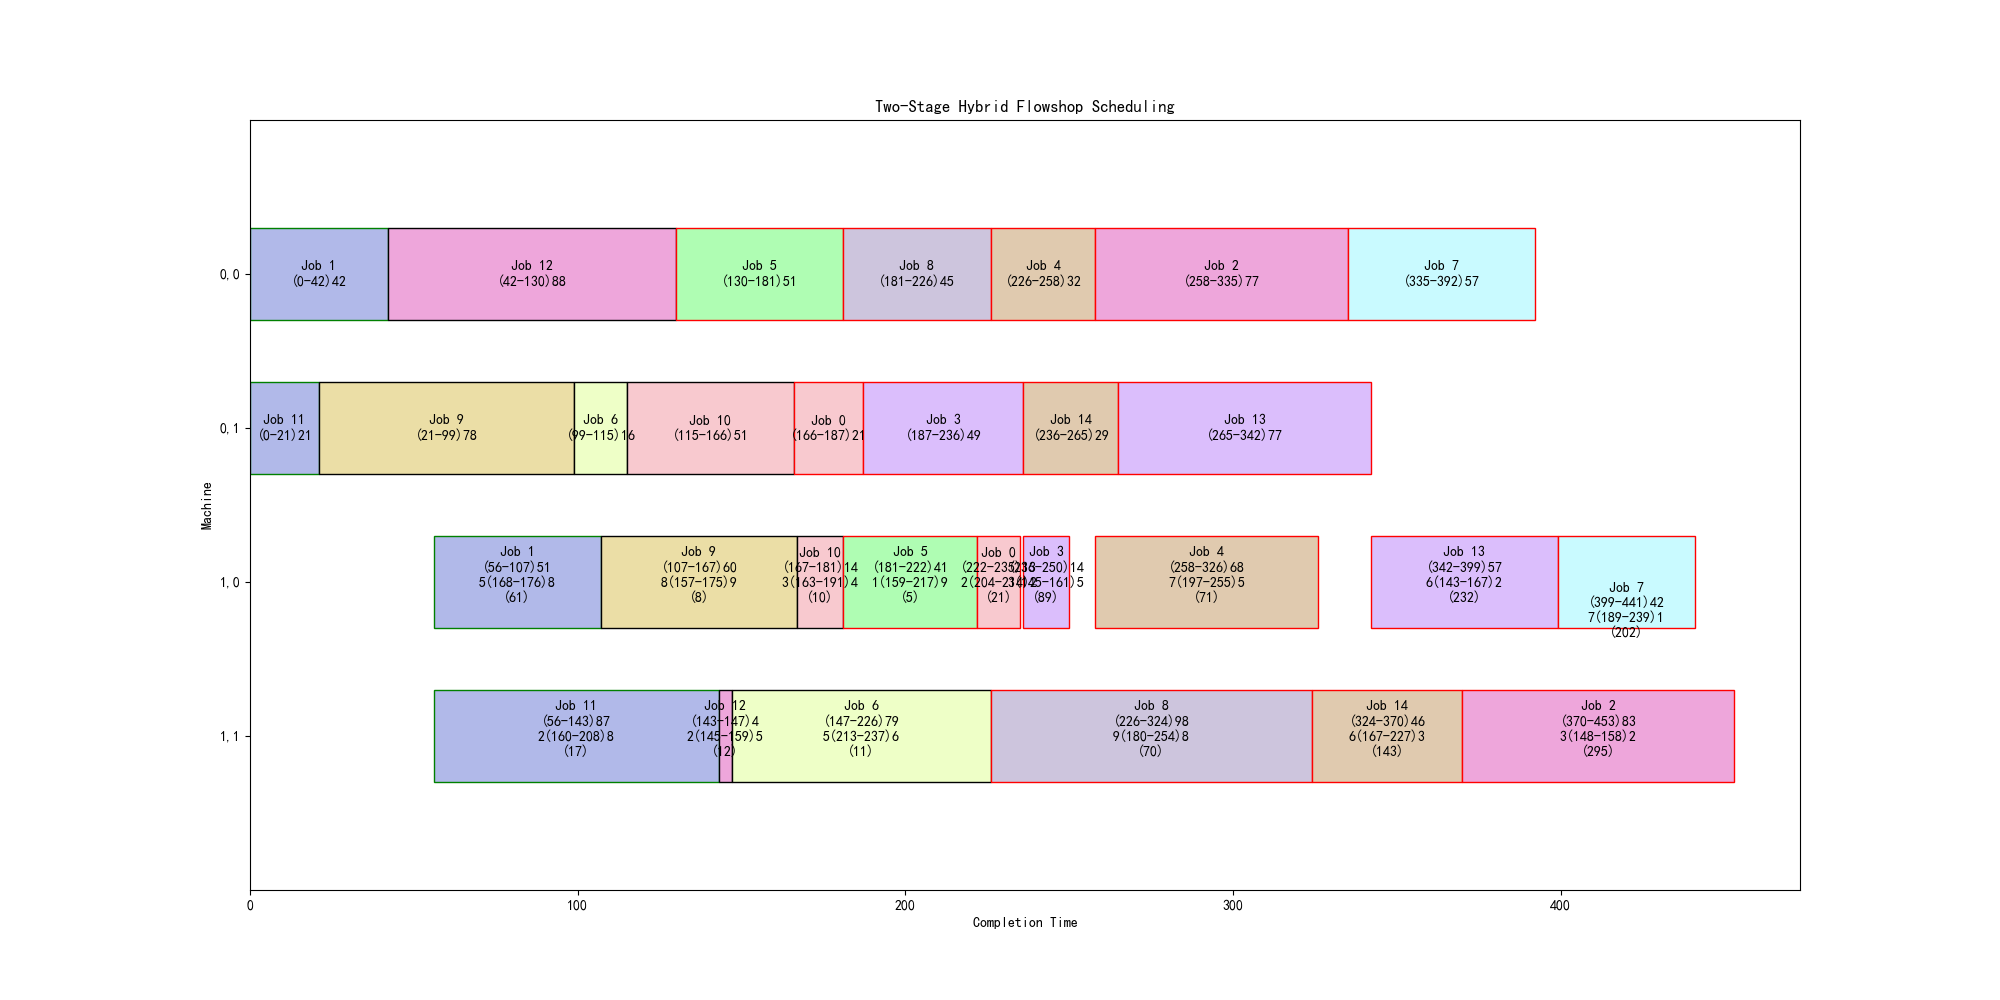 Two-Stage Hybrid Flowshop Scheduling
0,0
Job 1
(0-42)42
Job 12
(42-130)88
Job 5
(130-181)51
Job 8
(181-226)45
Job 4
(226-258)32
Job 2
(258-335)77
Job 7
(335-392)57
0,1
Job 11
(0-21)21
Job 9
(21-99)78
Job 6
(99-115)16
Job 10
(115-166)51
Job 0
(166-187)21
Job 3
(187-236)49
Job 14
(236-265)29
Job 13
(265-342)77
Machine
1,0
Job 1
(56-107)51
5(168-176)8
(61)
Job 9
(107-167)60
8(157-175)9
(8)
Job 10
(167-181)14
3(163-191)4
(10)
Job 5
(181-222)41
1(159-217)9
(5)
Job 0
(21)
Job 3
(236-250)14
(89)
Job 4
(258-326)68
7(197-255)5
(71)
Job 13
(342-399)57
6(143-167)2
(232)
Job 7
(399-441)42
7(189-239)1
(202)
1,1
Job 11
(56-143)87
2(160-208)8
(17)
Job 12
(143-147)4
2(145-159)5
(12)
Job 6
(147-226)79
5(213-237)6
(11)
Job 8
(226-324)98
9(180-254)8
(70)
Job 14
(324-370)46
6(167-227)3
(143)
Job 2
(370-453)83
3(148-158)2
(295)
0
100
200
300
400
Completion Time